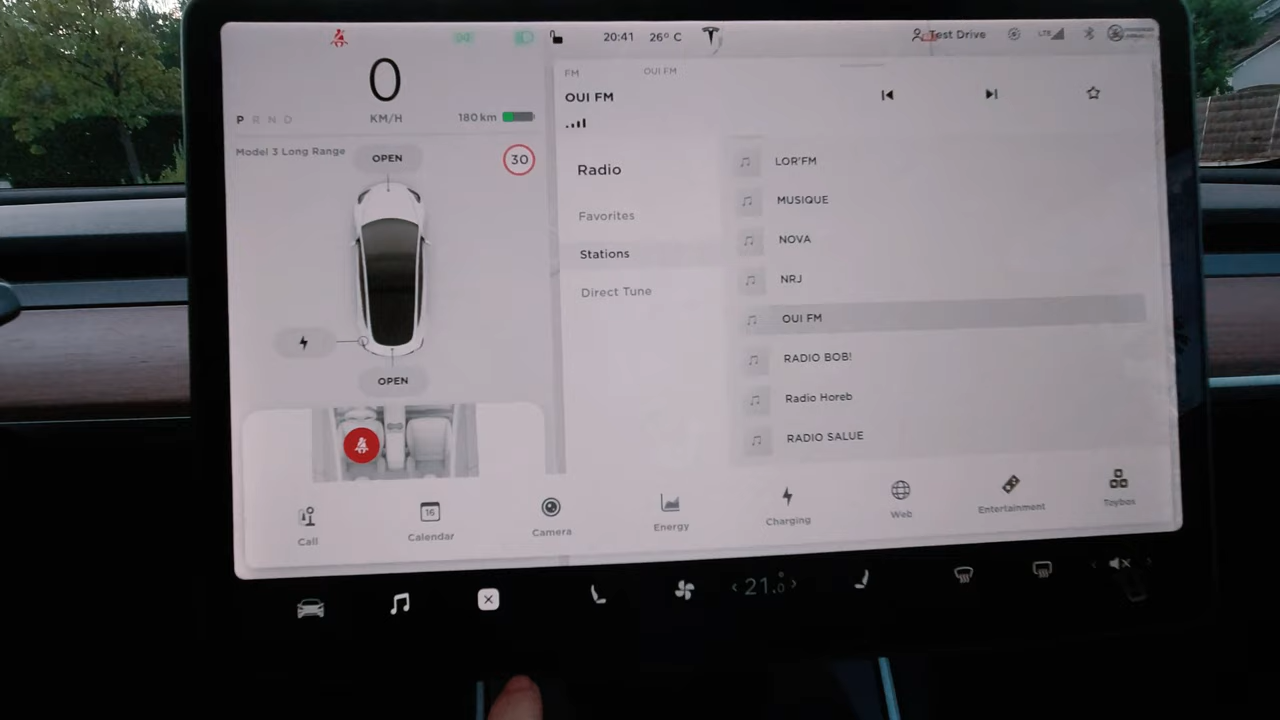 20:41
26° C
Test Drive
LTE
0
KM/H
P R N D
180 km
Model 3 Long Range
30
OPEN
OPEN
FM
OUI FM
OUI FM
Radio
Favorites
Stations
Direct Tune
LOR'FM
MUSIQUE
NOVA
NRJ
OUI FM
RADIO BOB!
Radio Horeb
RADIO SALUE
Call
16
Calendar
Camera
Energy
Charging
Web
Entertainment
Toybox
21.0